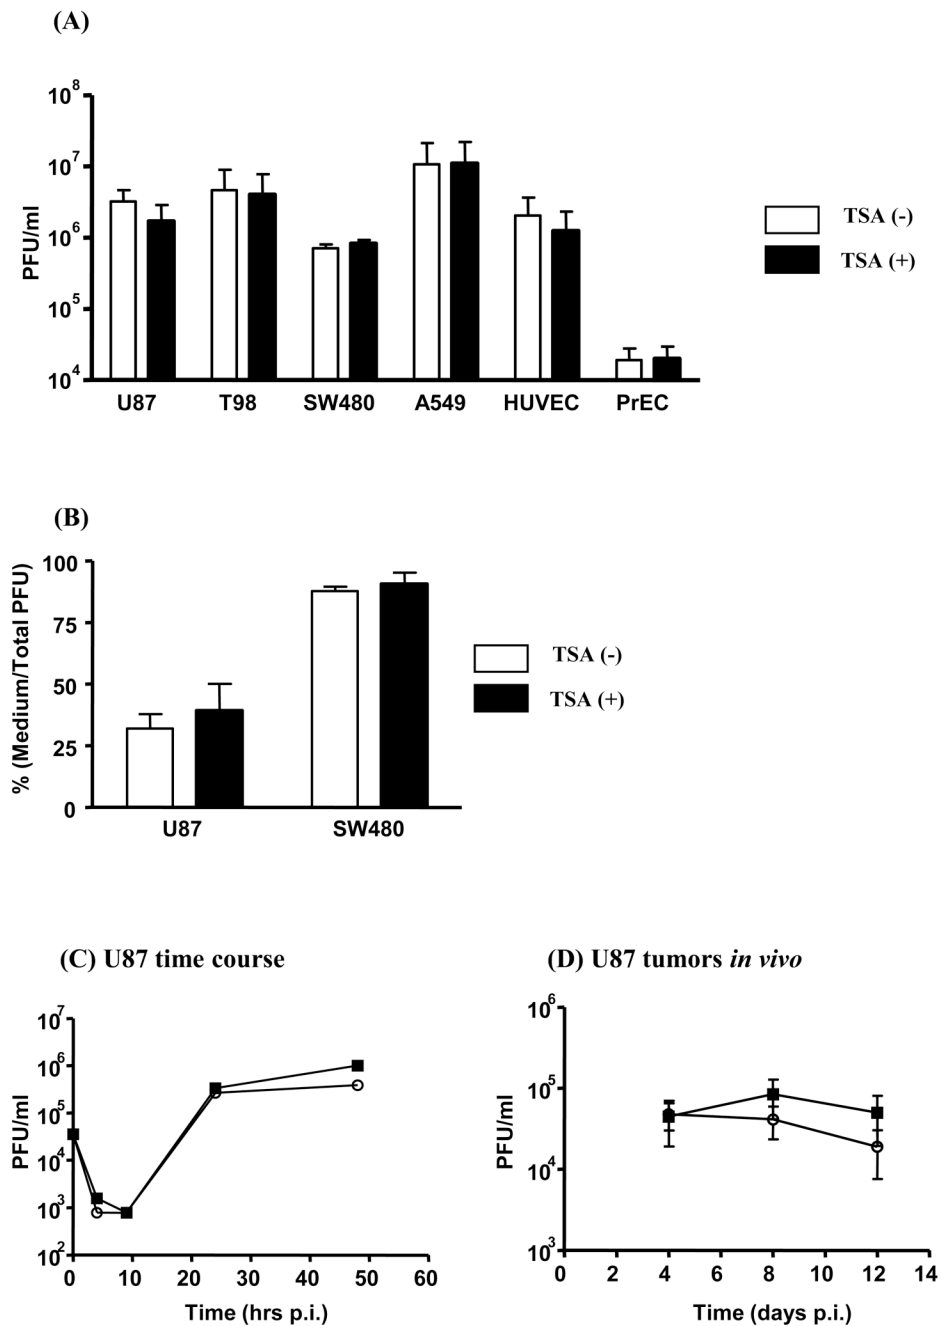 (A)
10^8
10^7
10^6
10^5
10^4
PFU/ml
U87 T98 SW480 A549 HUVEC PrEC
TSA (-)
TSA (+)
(B)
100
75
50
25
0
% (Medium/Total PFU)
U87 SW480
TSA (-)
TSA (+)
(C) U87 time course
10^7
10^6
10^5
10^4
10^3
10^2
PFU/ml
0 10 20 30 40 50 60
Time (hrs p.i.)
(D) U87 tumors in vivo
10^6
10^5
10^4
10^3
PFU/ml
0 2 4 6 8 10 12 14
Time (days p.i.)